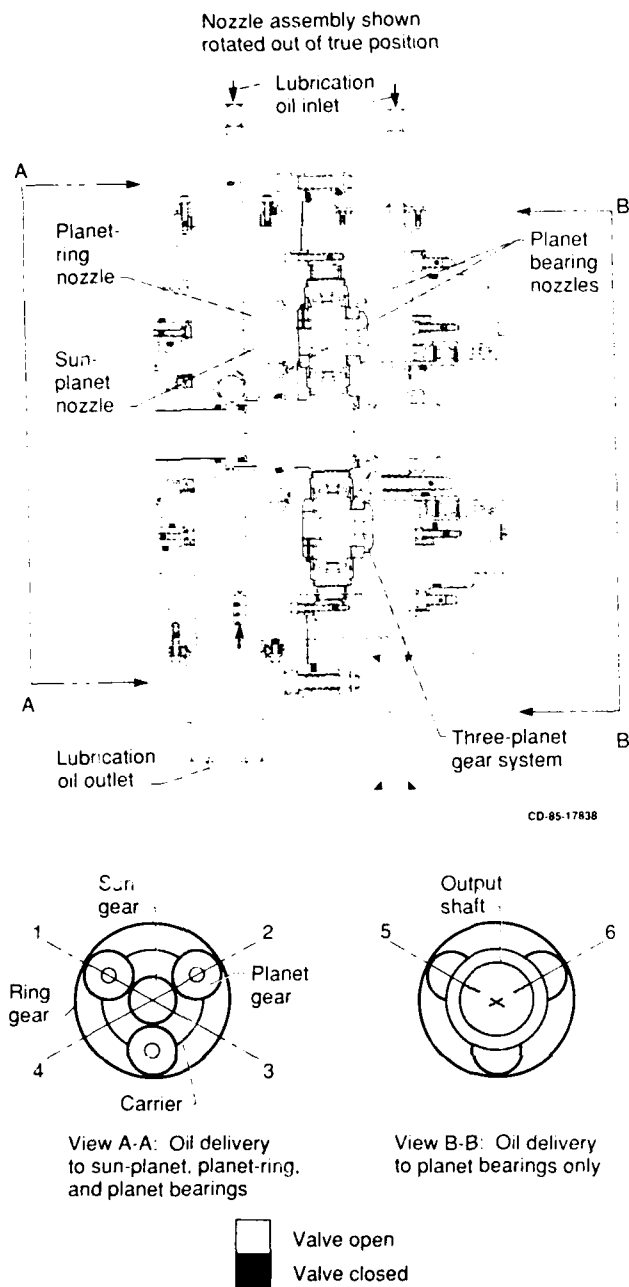 Nozzle assembly shown
rotated out of true position
Lubrication
oil inlet
A
B
Planet-
ring
nozzle
Planet
bearing
nozzles
Sun-
planet
nozzle
A
B
Lubrication
oil outlet
Three-planet
gear system
CD-85-17838
Sun
gear
Output
shaft
1
2
5
6
Ring
gear
Planet
gear
4
3
Carrier
View A-A: Oil delivery
to sun-planet, planet-ring,
and planet bearings
View B-B: Oil delivery
to planet bearings only
Valve open
Valve closed